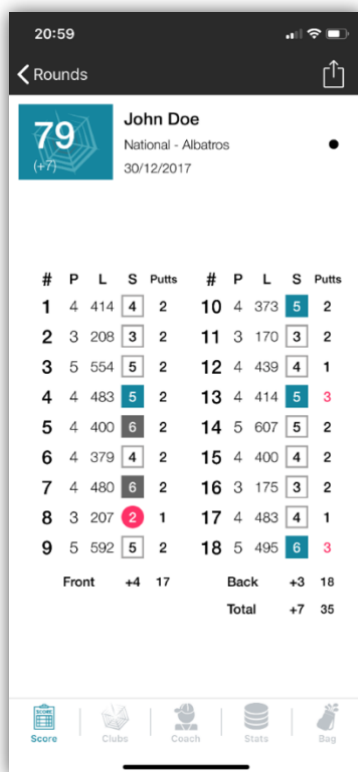 20:59
Rounds
79
(+7)
John Doe
National - Albatros
30/12/2017
# P L S Putts # P L S Putts
1 4 414 4 2 10 4 373 5 2
2 3 208 3 2 11 3 170 3 2
3 5 554 5 2 12 4 439 4 1
4 4 483 5 2 13 4 414 5 3
5 4 400 6 2 14 5 607 5 2
6 4 379 4 2 15 4 400 4 2
7 4 480 6 2 16 3 175 3 2
8 3 207 2 1 17 4 483 4 1
9 5 592 5 2 18 5 495 6 3
Front +4 17 Back +3 18
Total +7 35
SCORE
Score Clubs Coach Stats Bag